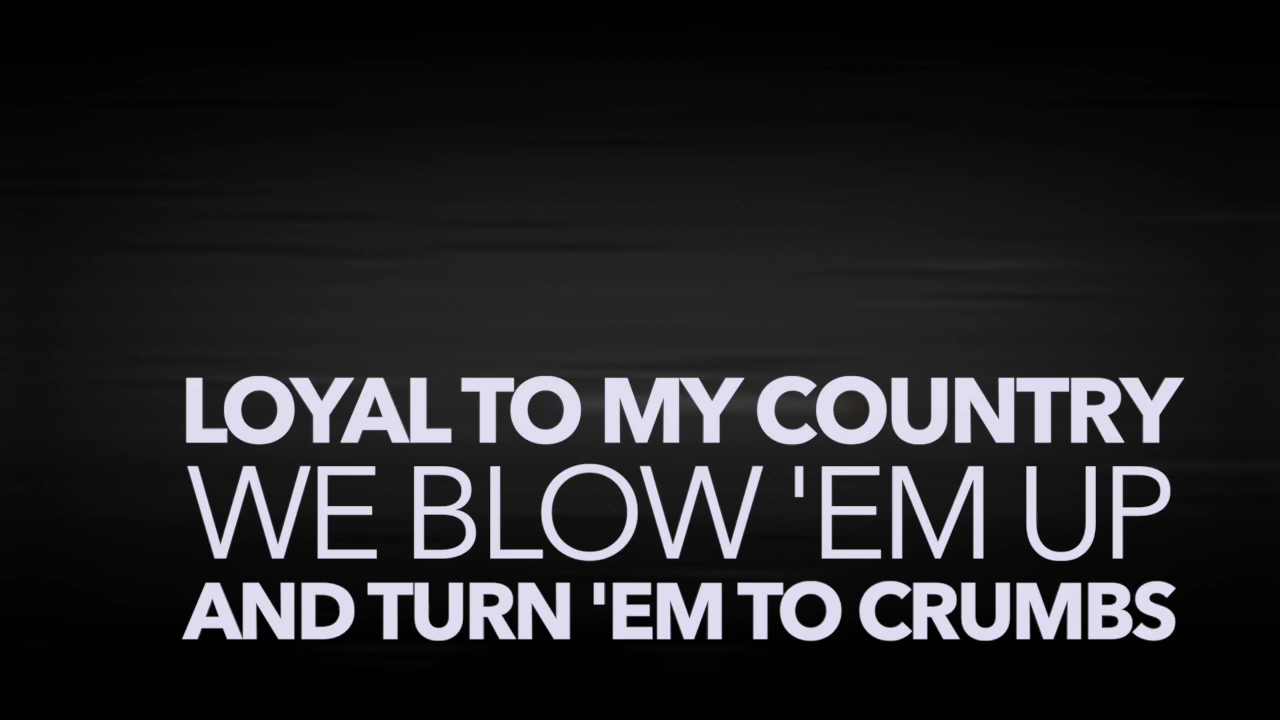 LOYAL TO MY COUNTRY
WE BLOW 'EM UP
AND TURN 'EM TO CRUMBS